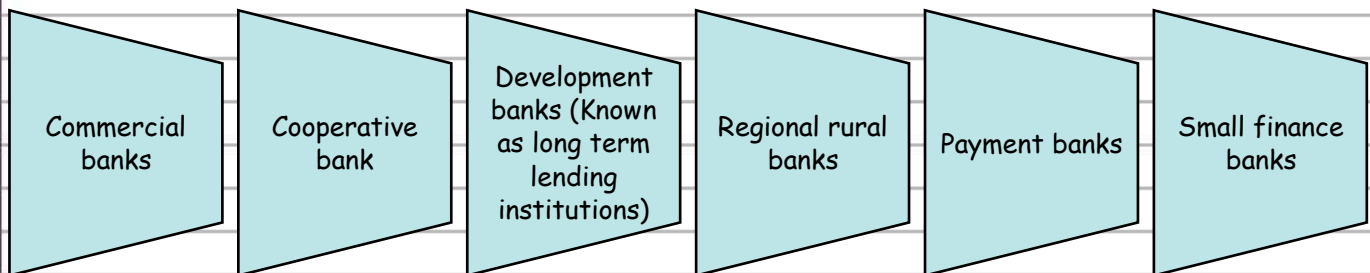 Commercial
banks
Cooperative
bank
Development
banks (Known
as long term
lending
institutions)
Regional rural
banks
Payment banks
Small finance
banks